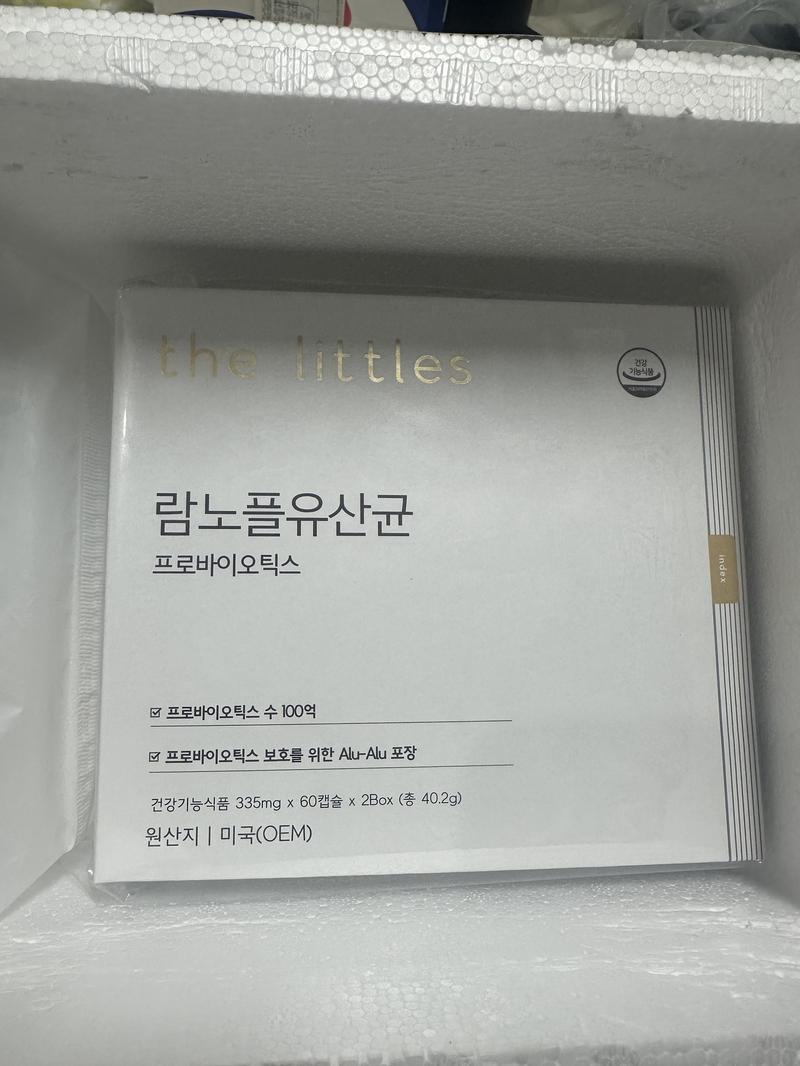 the littles
건강
기능식품
람노플유산균
프로바이오틱스
index
☑ 프로바이오틱스 수 100억
☑ 프로바이오틱스 보호를 위한 Alu-Alu 포장
건강기능식품 335mg x 60캡슐 x 2Box (총 40.2g)
원산지 | 미국(OEM)